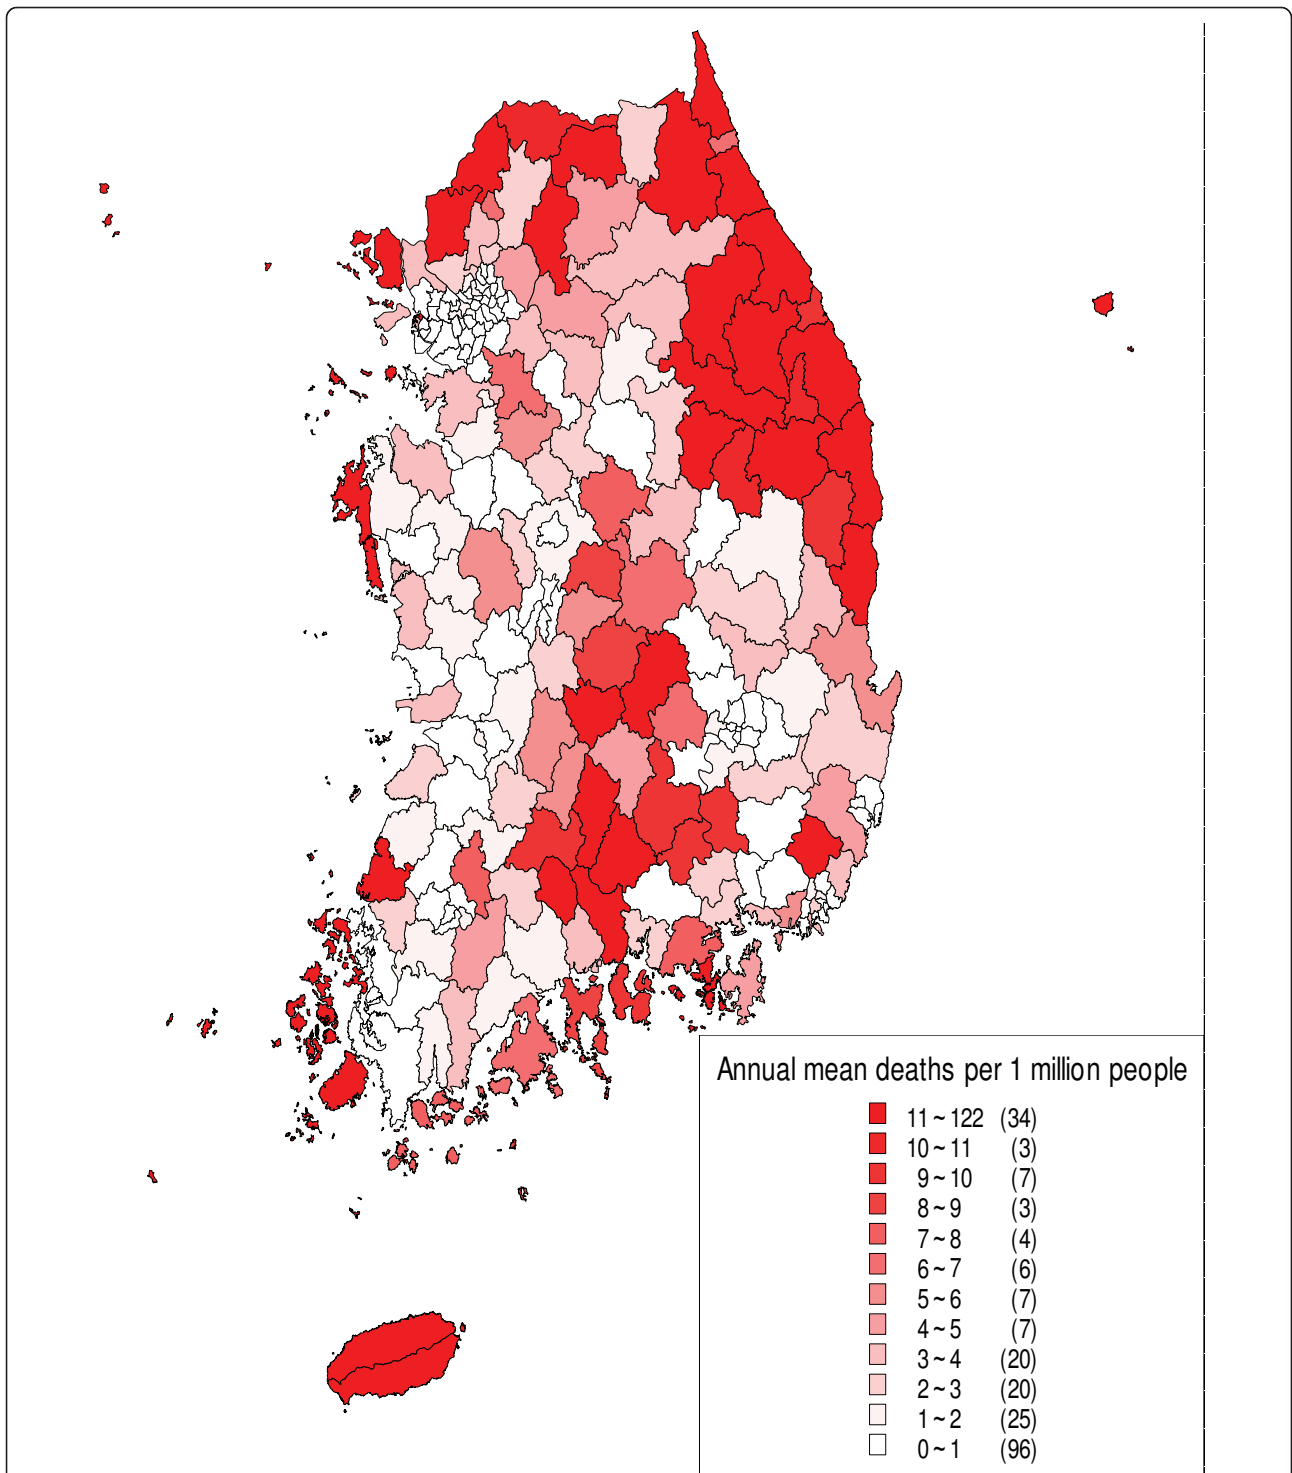 Annual mean deaths per 1 million people
11 ~ 122 (34)
10 ~ 11 (3)
9 ~ 10 (7)
8 ~ 9 (3)
7 ~ 8 (4)
6 ~ 7 (6)
5 ~ 6 (7)
4 ~ 5 (7)
3 ~ 4 (20)
2 ~ 3 (20)
1 ~ 2 (25)
0 ~ 1 (96)